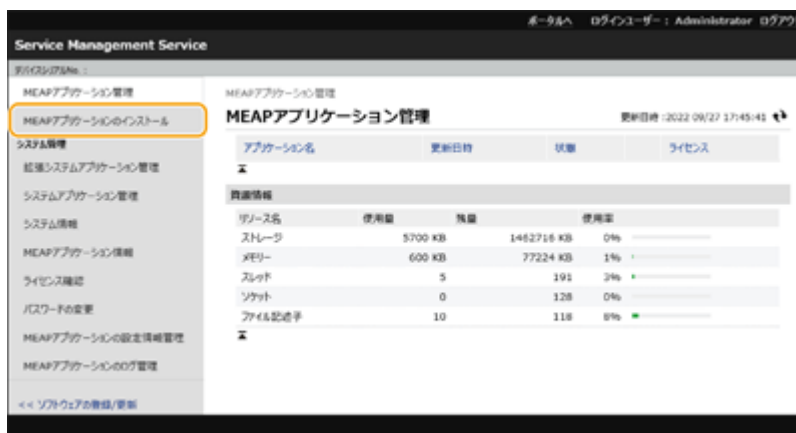 ポータルへ ログインユーザー : Administrator ログアウ
Service Management Service
デバイスシリアルNo. :
MEAPアプリケーション管理
MEAPアプリケーションのインストール
システム管理
拡張システムアプリケーション管理
システムアプリケーション管理
システム情報
MEAPアプリケーション情報
ライセンス確認
パスワードの変更
MEAPアプリケーションの設定情報管理
MEAPアプリケーションのログ管理
<< ソフトウェアの登録/更新
MEAPアプリケーション管理
MEAPアプリケーション管理 更新日時 :2022 09/27 17:45:41
アプリケーション名 更新日時 状態 ライセンス
資源情報
リソース名 使用量 残量 使用率
ストレージ 5700 KB 1462716 KB 0%
メモリー 600 KB 77224 KB 1%
スレッド 5 191 3%
ソケット 0 128 0%
ファイル記述子 10 118 8%